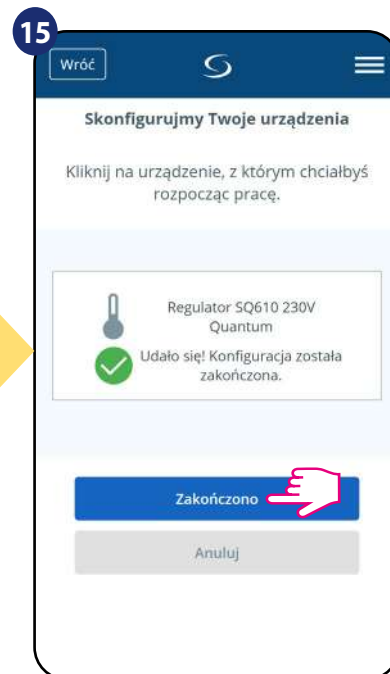 15
Wróć
Skonfigurujmy Twoje urządzenia
Kliknij na urządzenie, z którym chciałbyś
rozpocząc pracę.
Regulator SQ610 230V
Quantum
Udało się! Konfiguracja została
zakończona.
Zakończono
Anuluj